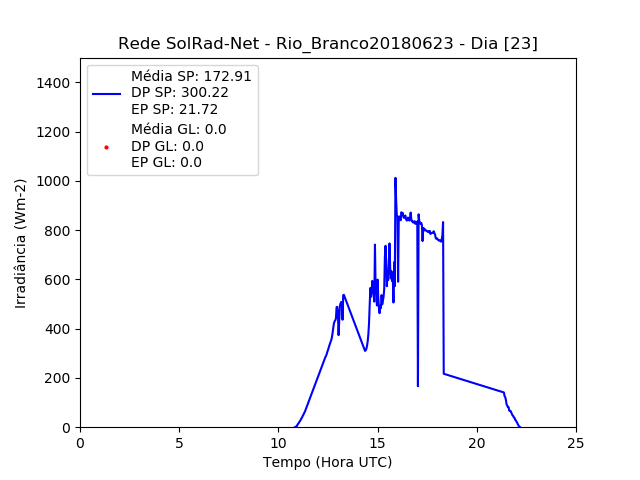 Rede SolRad-Net - Rio_Branco20180623 - Dia [23]
Média SP: 172.91
DP SP: 300.22
EP SP: 21.72
Média GL: 0.0
DP GL: 0.0
EP GL: 0.0
1400
1200
1000
800
600
400
200
0
Irradiância (Wm-2)
0 5 10 15 20 25
Tempo (Hora UTC)